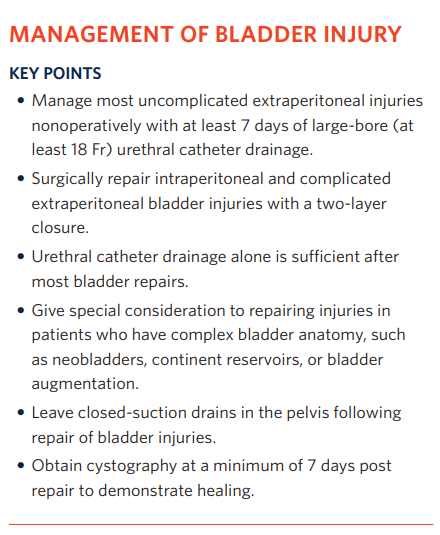 MANAGEMENT OF BLADDER INJURY
KEY POINTS
• Manage most uncomplicated extraperitoneal injuries
nonoperatively with at least 7 days of large-bore (at
least 18 Fr) urethral catheter drainage.
• Surgically repair intraperitoneal and complicated
extraperitoneal bladder injuries with a two-layer
closure.
• Urethral catheter drainage alone is sufficient after
most bladder repairs.
• Give special consideration to repairing injuries in
patients who have complex bladder anatomy, such
as neobladders, continent reservoirs, or bladder
augmentation.
• Leave closed-suction drains in the pelvis following
repair of bladder injuries.
• Obtain cystography at a minimum of 7 days post
repair to demonstrate healing.